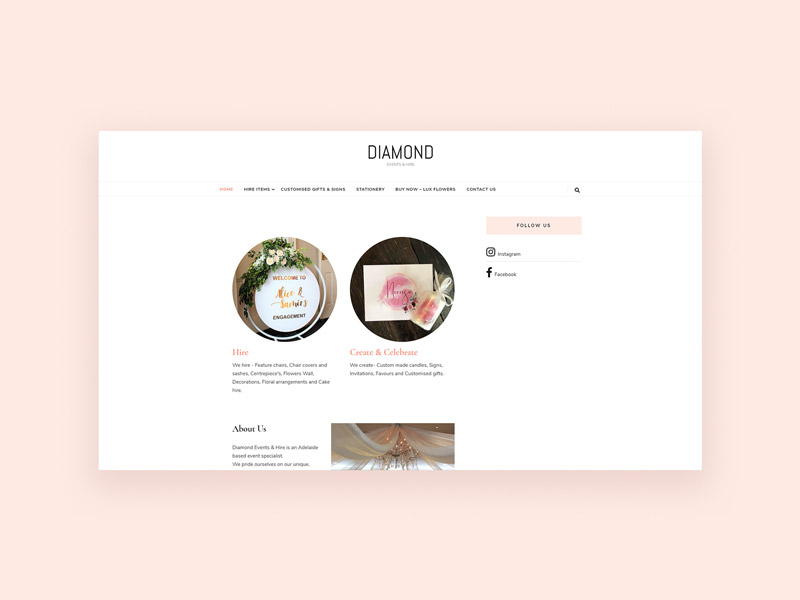 DIAMOND
EVENTS & HIRE
HOME
HIRE ITEMS
CUSTOMISED GIFTS & SIGNS
STATIONERY
BUY NOW – LUX FLOWERS
CONTACT US
FOLLOW US
Instagram
Facebook
WELCOME TO
Alice &
ENGAGEMENT
Hire
We hire - Feature chairs, Chair covers and
sashes, Centrepiece's, Flowers Wall,
Decorations, Floral arrangements and Cake
hire.
Create & Celebrate
We create- Custom made candles, Signs,
Invitations, Favours and Customised gifts.
About Us
Diamond Events & Hire is an Adelaide
based event specialist.
We pride ourselves on our unique,